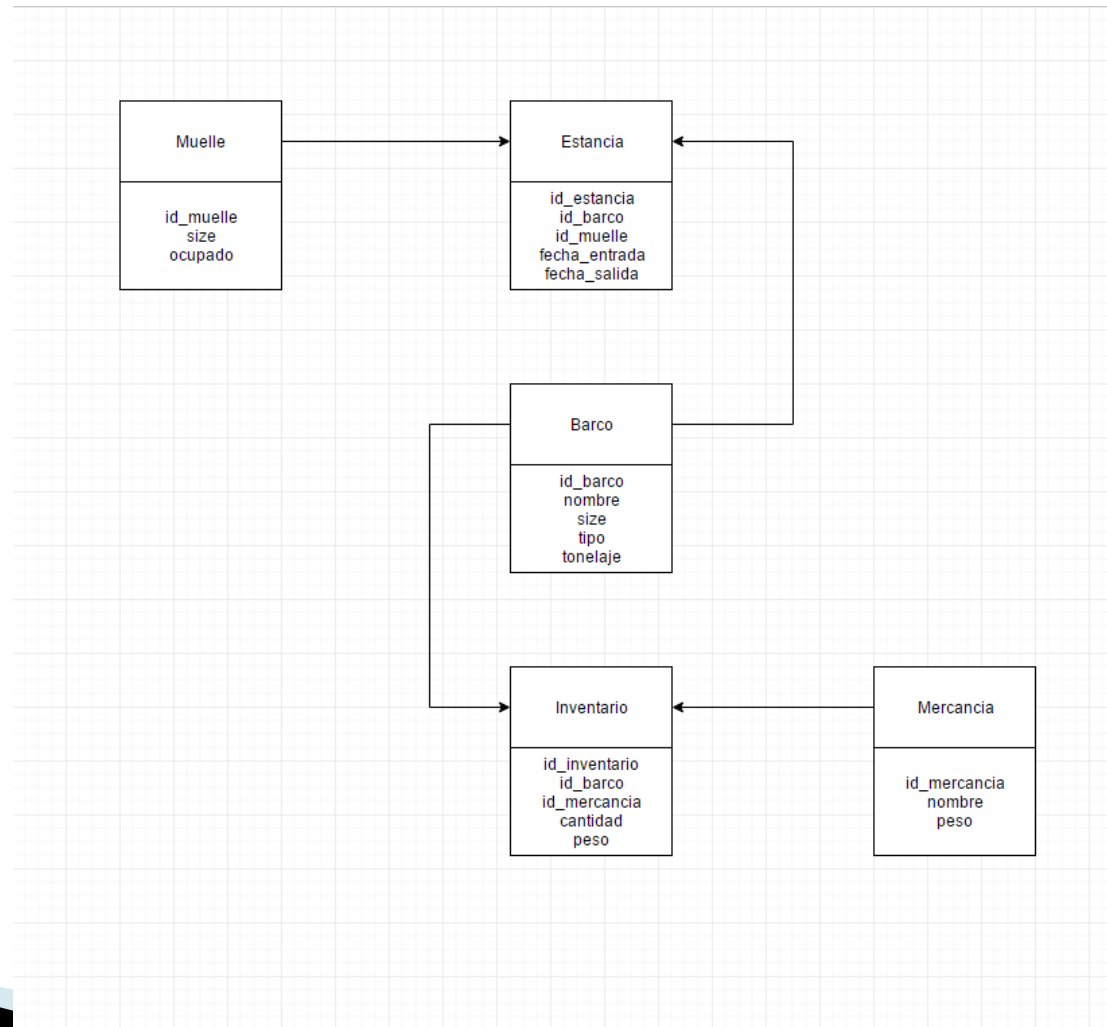 Muelle
id_muelle
size
ocupado
Estancia
id_estancia
id_barco
id_muelle
fecha_entrada
fecha_salida
Barco
id_barco
nombre
size
tipo
tonelaje
Inventario
id_inventario
id_barco
id_mercancia
cantidad
peso
Mercancia
id_mercancia
nombre
peso